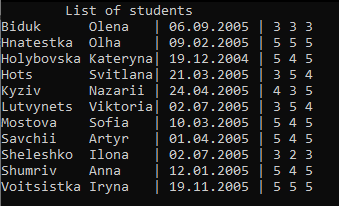 List of students
Biduk Olena | 06.09.2005 | 3 3 3
Hnatestka Olha | 09.02.2005 | 5 5 5
Holybovska Kateryna| 19.12.2004 | 5 4 5
Hots Svitlana| 21.03.2005 | 3 5 4
Kyziv Nazarii | 24.04.2005 | 4 3 5
Lutvynets Viktoria| 02.07.2005 | 3 5 4
Mostova Sofia | 10.03.2005 | 5 4 5
Savchii Artyr | 01.04.2005 | 5 4 5
Sheleshko Ilona | 02.07.2005 | 3 2 3
Shumriv Anna | 12.01.2005 | 5 4 5
Voitsistka Iryna | 19.11.2005 | 5 5 5